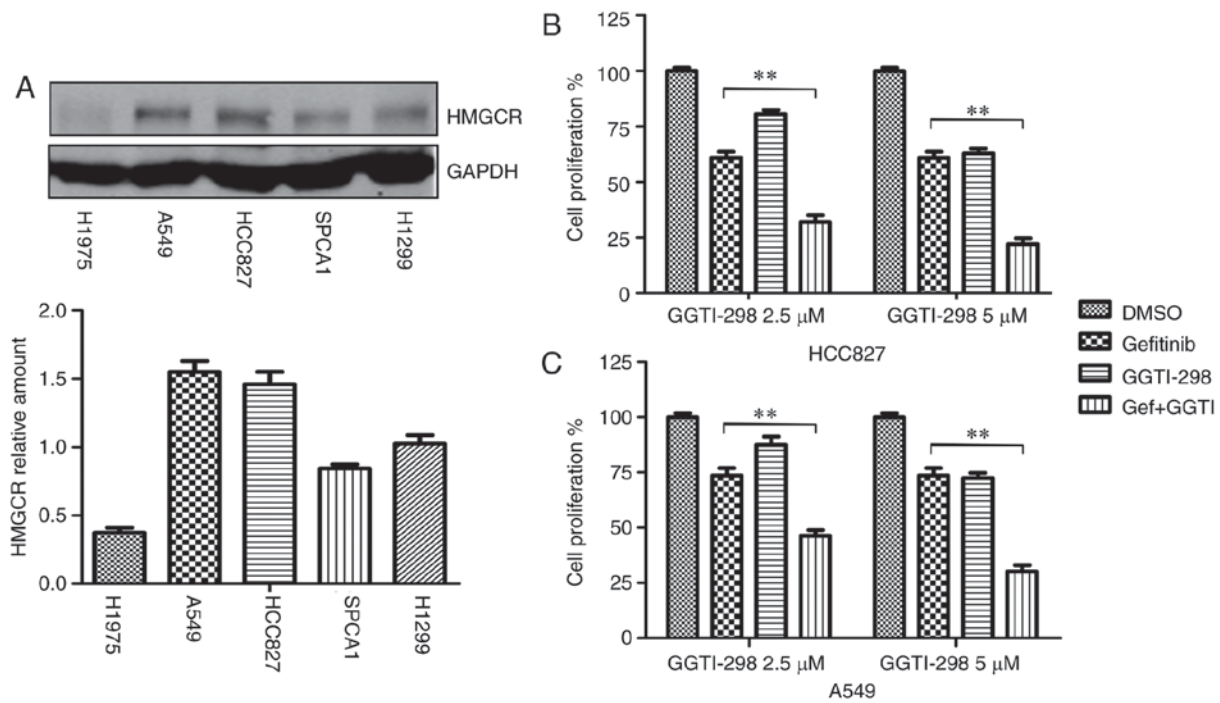 A
HMGCR
GAPDH
H1975
A549
HCC827
SPCA1
H1299
HMGCR relative amount
2.0
1.5
1.0
0.5
0.0
H1975
A549
HCC827
SPCA1
H1299
B
Cell proliferation %
125
100
75
50
25
0
**
**
GGTI-298 2.5 μM
GGTI-298 5 μM
HCC827
C
Cell proliferation %
125
100
75
50
25
0
**
**
GGTI-298 2.5 μM
GGTI-298 5 μM
A549
DMSO
Gefitinib
GGTI-298
Gef+GGTI